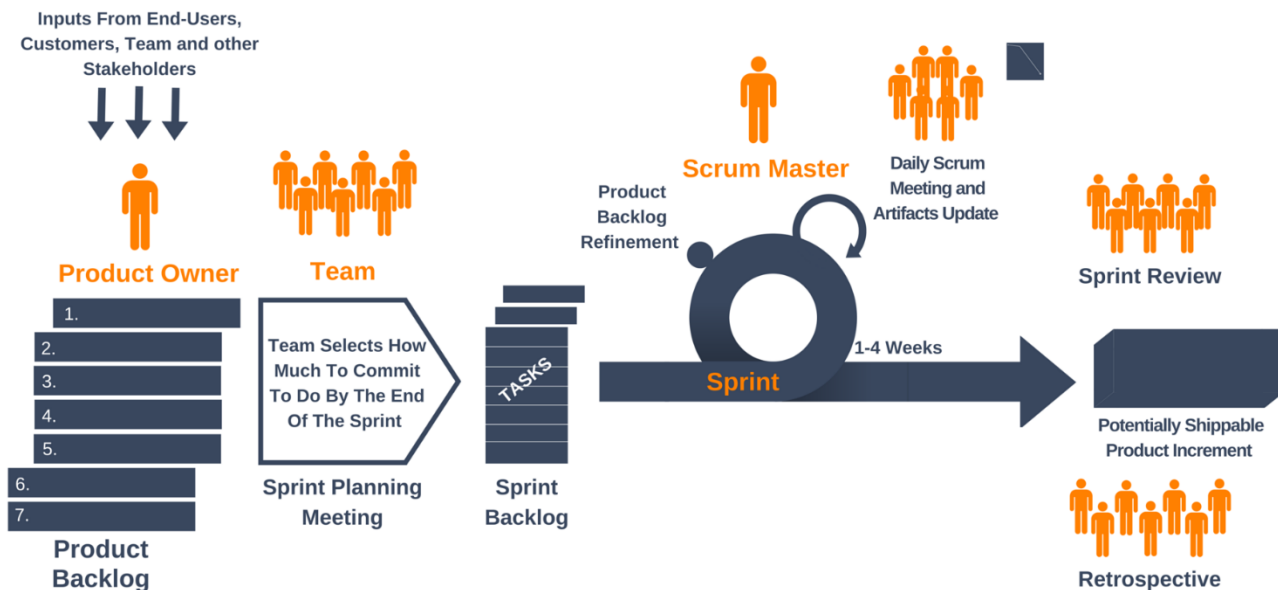 Inputs From End-Users,
Customers, Team and other
Stakeholders
Product Owner
1.
2.
3.
4.
5.
6.
7.
Product
Backlog
Team
Team Selects How
Much To Commit
To Do By The End
Of The Sprint
Sprint Planning
Meeting
TASKS
Sprint
Backlog
Product
Backlog
Refinement
Scrum Master
Daily Scrum
Meeting and
Artifacts Update
Sprint
1-4 Weeks
Sprint Review
Potentially Shippable
Product Increment
Retrospective